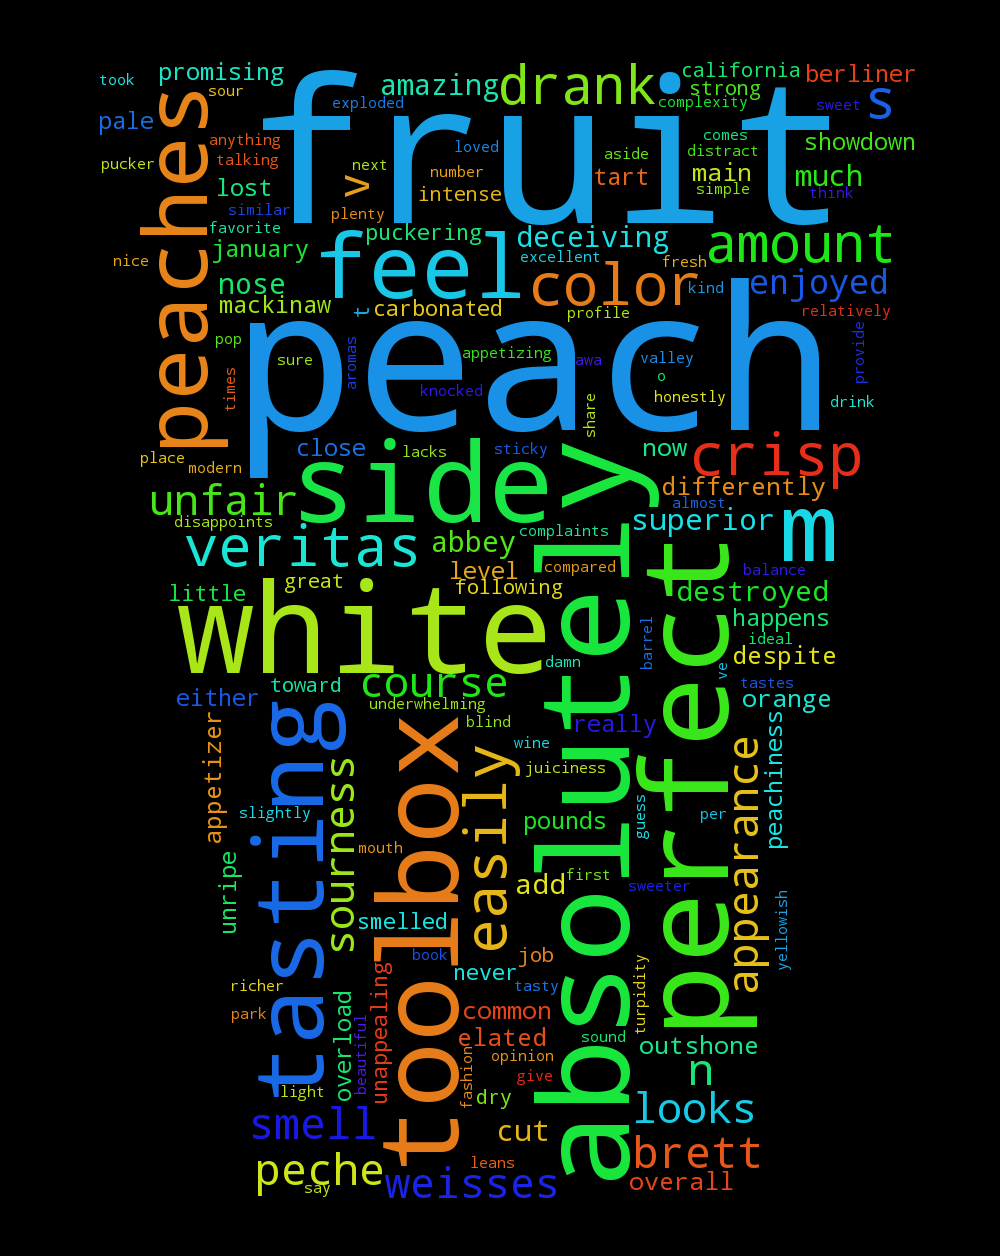 took
promising
sour
peaches
pale
pucker
anything
talking
lost
similar
favorite
january
nice
nose
mackinaw
pop
times
place
modern
fruit
exploded
amazing
drank
california
strong
complexity
berliner
sweet
s
showdown
loved
next
v
number
intense
plenty
aside
tart
comes
distract
main
simple
much
think
puckering
feel
deceiving
excellent
amount
color
fresh
kind
enjoyed
carbonated
t
profile
relatively
peach
sure
aromas
appetizing
knocked
awa
valley
o
honestly
share
provide
drink
close
lacks
sticky
now
crisp
sidey
unfair
disappoints
differently
almost
veritas
abbey
complaints
superior
m
level
compared
balance
little
great
following
destroyed
white
happens
ideal
barrel
damn
despite
ve
tastes
either
toward
course
underwhelming
orange
blind
really
wine
juiciness
absolutely
perfect
appearance
peachiness
appetizer
tasting
slightly
sourness
toolbox
easily
mouth
pounds
guess
per
unripe
add
first
sweeter
smelled
yellowish
book
job
never
tasty
turpidity
richer
park
overload
beautiful
unappealing
common
elated
sound
opinion
outshone
light
fashion
give
n
dry
smell
looks
cut
brett
peche
say
leans
weisses
overall